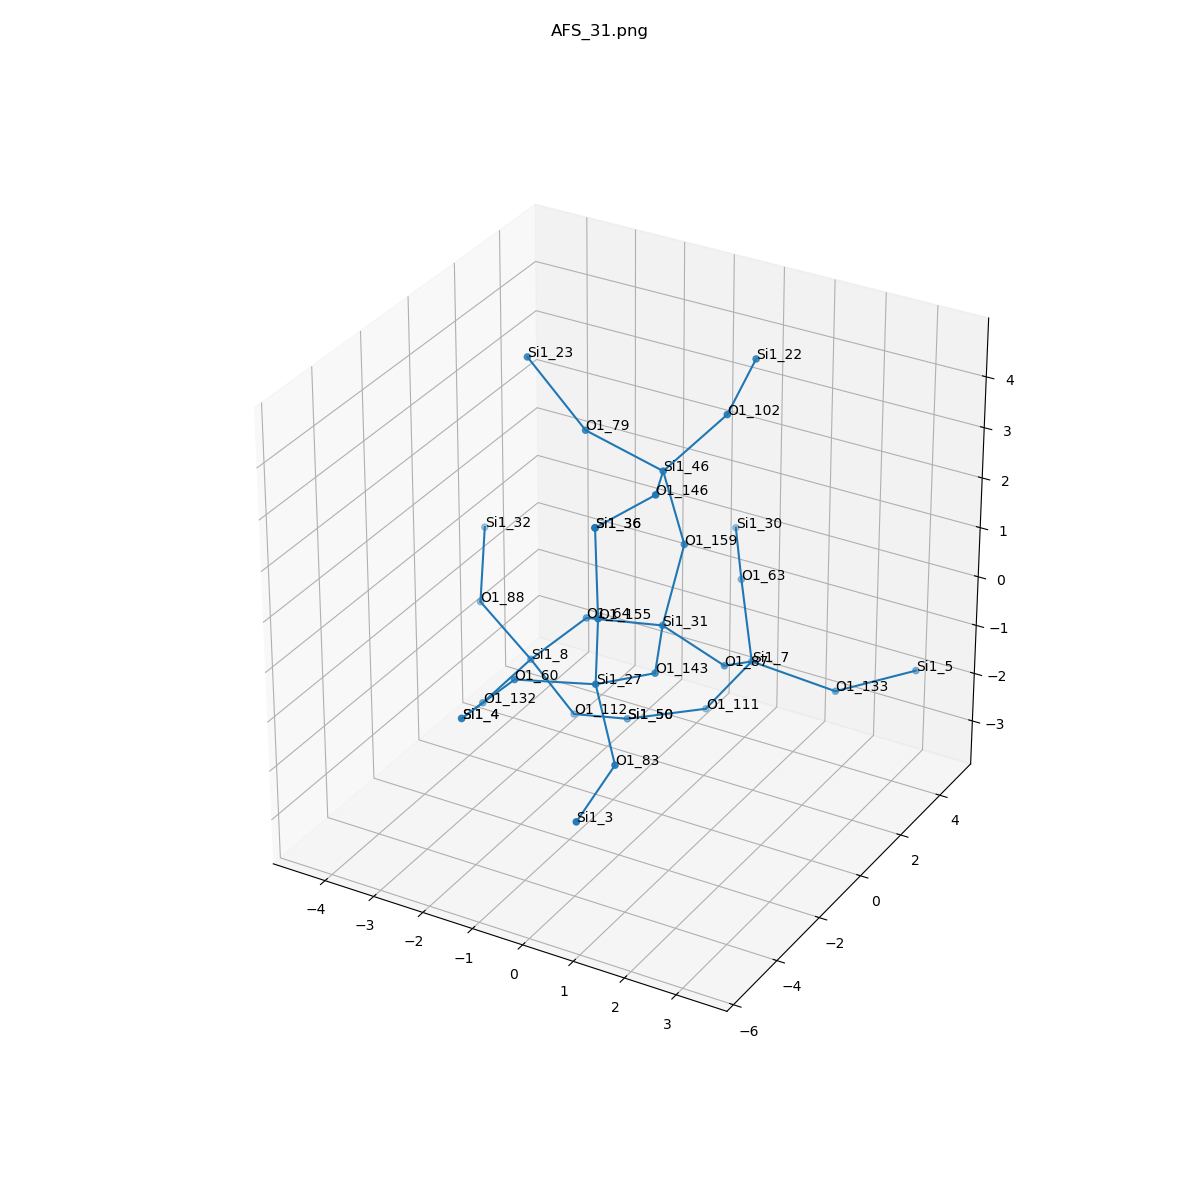 AFS_31.png
Si1_23
Si1_22
O1_102
O1_79
Si1_46
O1_146
Si1_36
Si1_32
Si1_30
O1_159
O1_63
O1_88
O1_64
O1_155
Si1_31
Si1_8
O1_87
Si1_7
Si1_5
O1_60
Si1_27
O1_143
O1_133
O1_132
Si1_4
O1_112
Si1_50
O1_111
O1_83
Si1_3
4
3
2
1
0
−1
−2
−3
4
2
0
−2
−4
−6
−4
−3
−2
−1
0
1
2
3